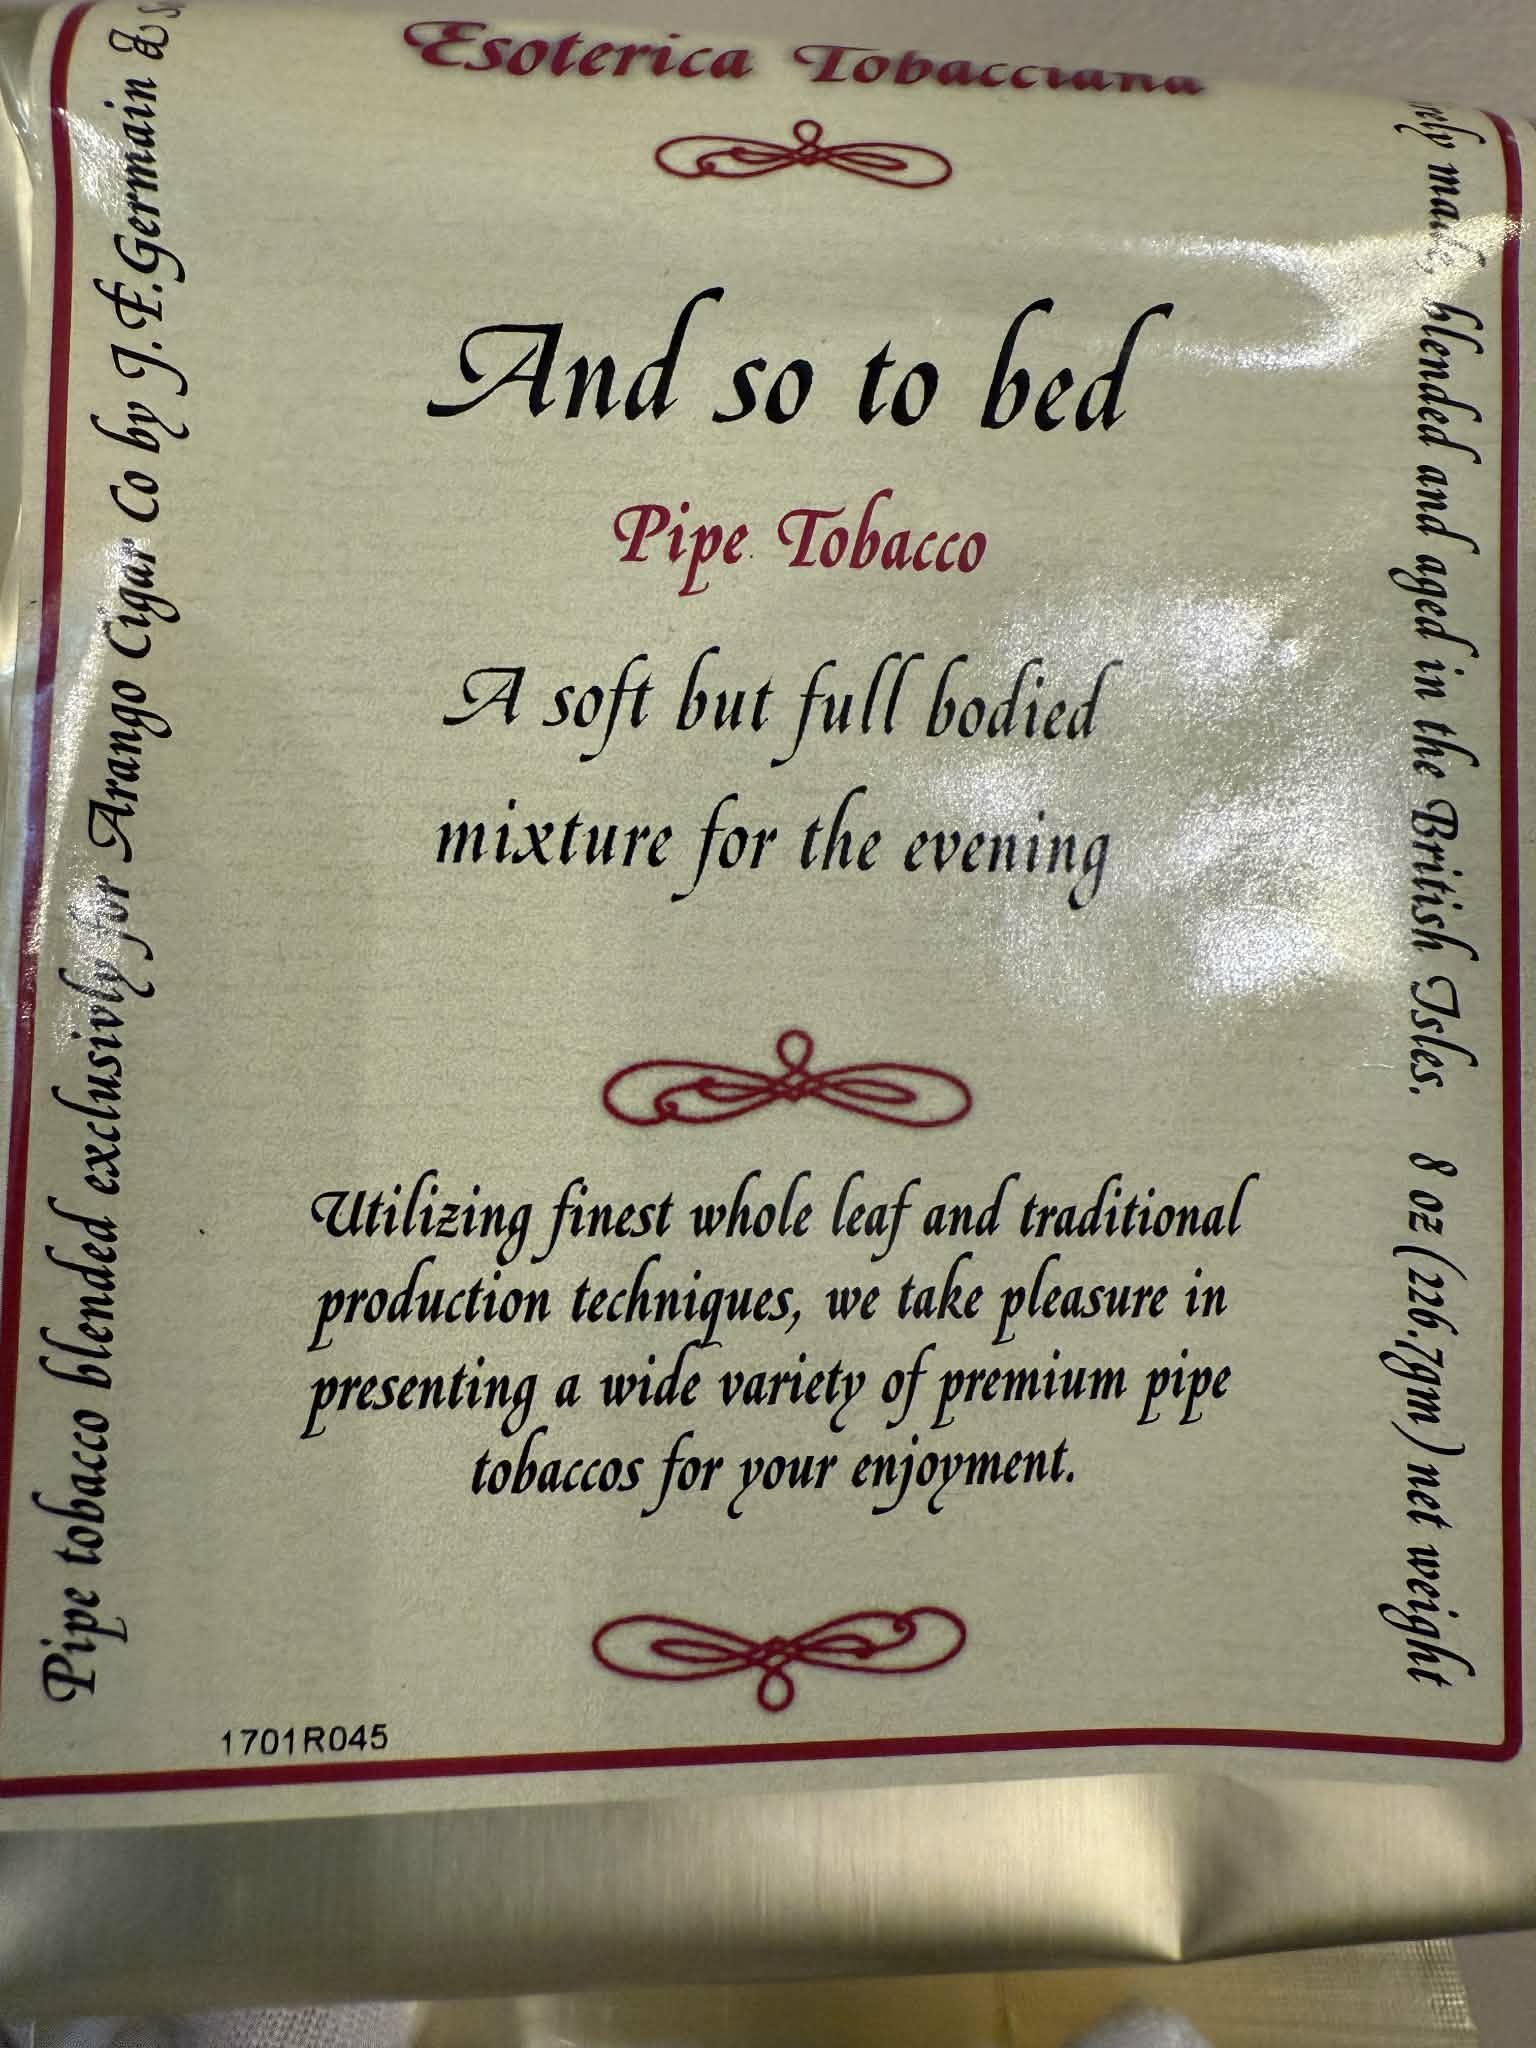 Esoterica Tobacciana
And so to bed
Pipe Tobacco
A soft but full bodied
mixture for the evening
Utilizing finest whole leaf and traditional
production techniques, we take pleasure in
presenting a wide variety of premium pipe
tobaccos for your enjoyment.
1701R045
Pipe tobacco blended exclusivly for Arango Cigar Co by J.F.Germain &
made, blended and aged in the British Isles. 8 oz (226.7gm) net weight